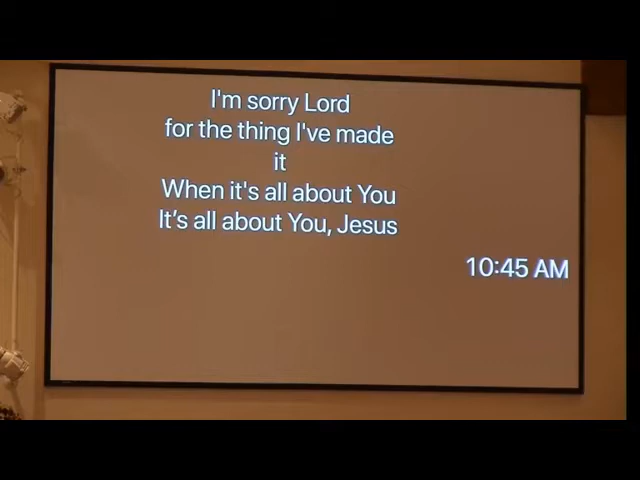 I'm sorry Lord
for the thing I've made
it
When it's all about You
It’s all about You, Jesus
10:45 AM